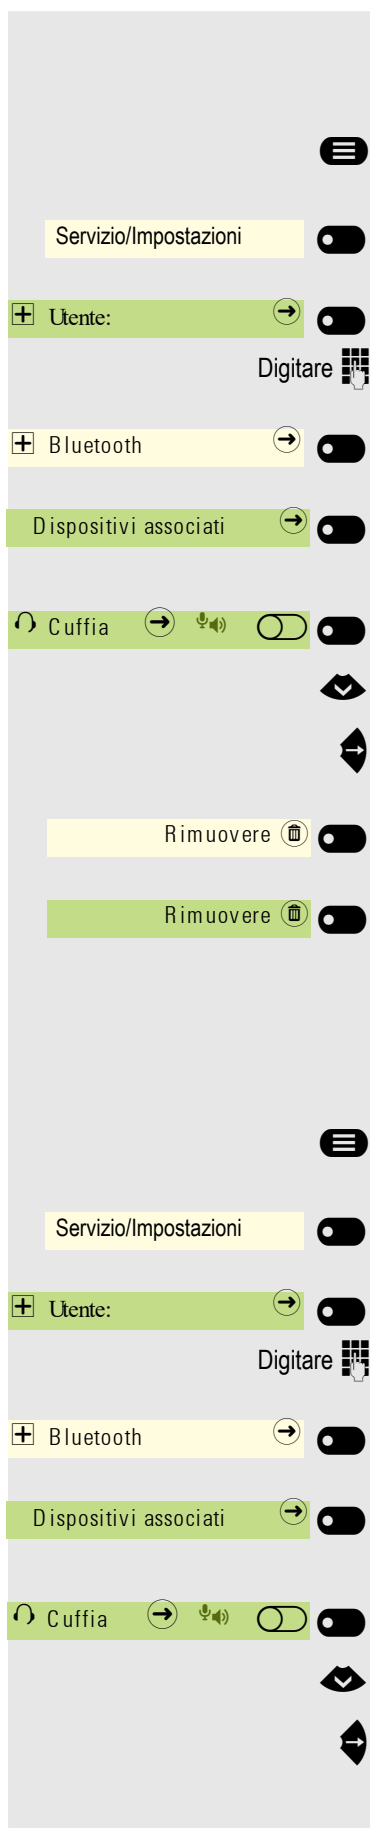 Servizio/Impostazioni
Utente:
Digitare
Bluetooth
Dispositivi associati
Cuffia
Rimuovere
Rimuovere
Servizio/Impostazioni
Utente:
Digitare
Bluetooth
Dispositivi associati
Cuffia